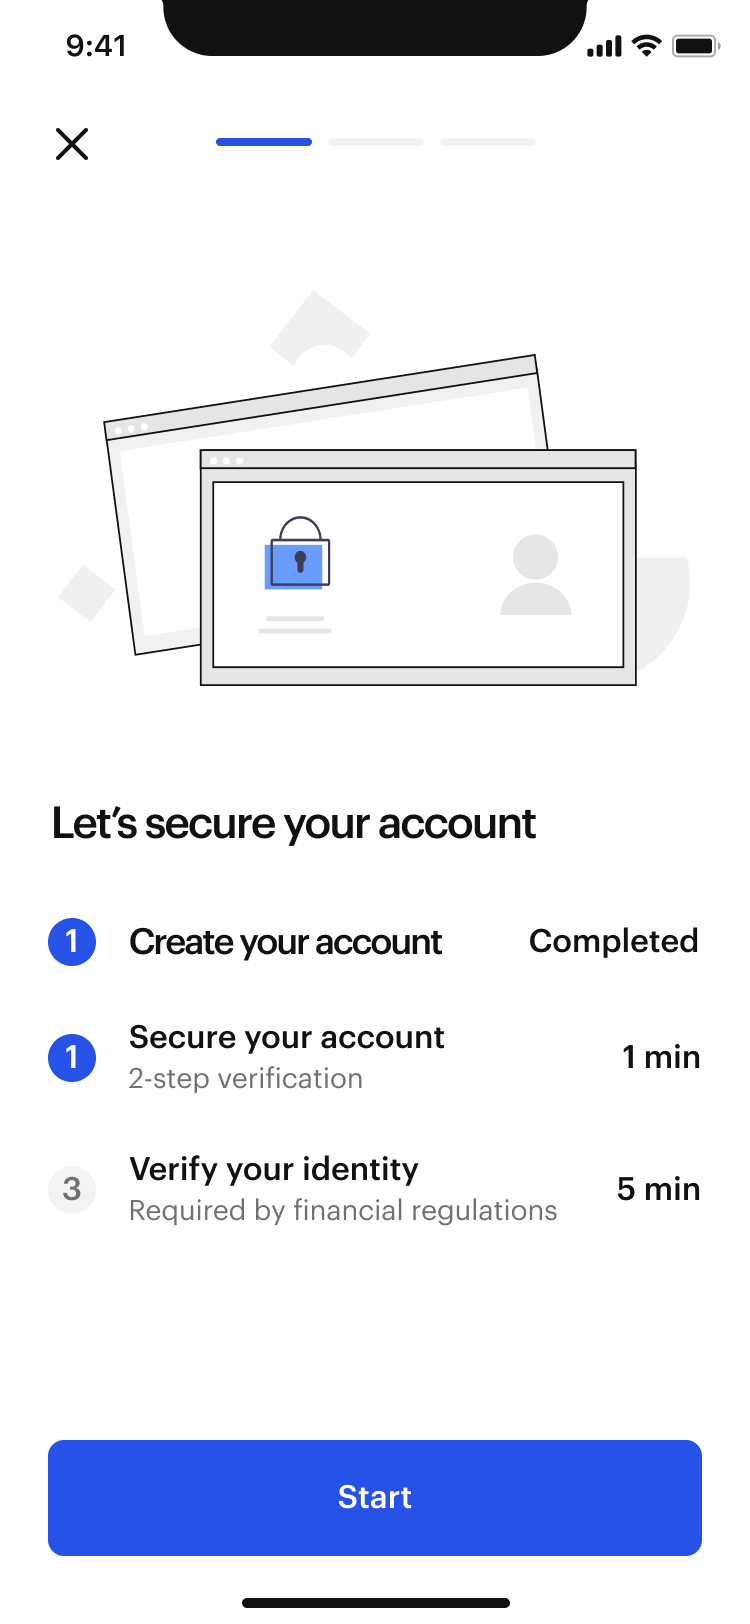 9:41
Let’s secure your account
1 Create your account Completed
1 Secure your account 1 min
2-step verification
3 Verify your identity 5 min
Required by financial regulations
Start